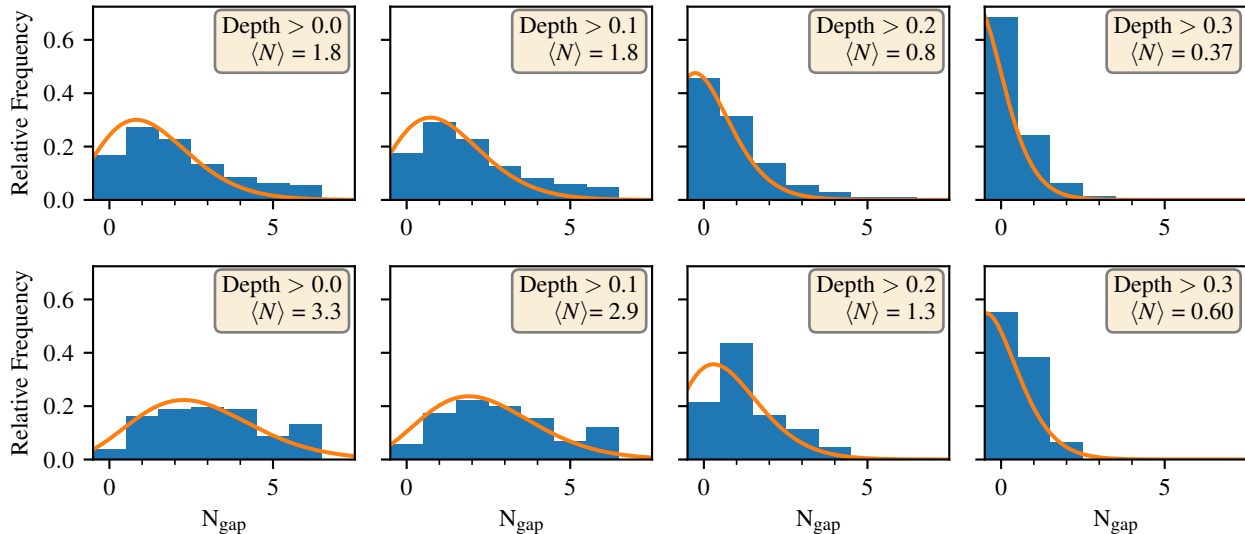 Depth > 0.0
⟨N⟩ = 1.8
Depth > 0.1
⟨N⟩ = 1.8
Depth > 0.2
⟨N⟩ = 0.8
Depth > 0.3
⟨N⟩ = 0.37
Relative Frequency
0.6
0.4
0.2
0.0
0 5
0 5
0 5
0 5
Depth > 0.0
⟨N⟩ = 3.3
Depth > 0.1
⟨N⟩ = 2.9
Depth > 0.2
⟨N⟩ = 1.3
Depth > 0.3
⟨N⟩ = 0.60
Relative Frequency
0.6
0.4
0.2
0.0
0 5
0 5
0 5
0 5
N_gap
N_gap
N_gap
N_gap